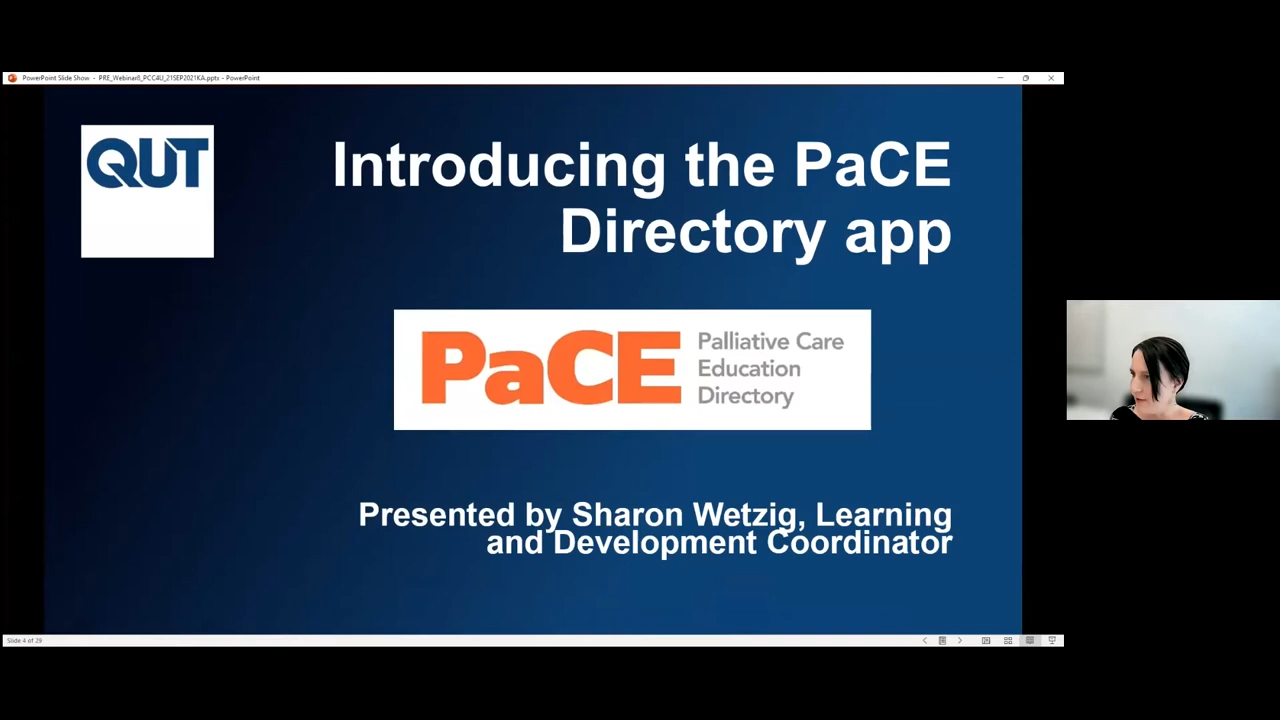 PowerPoint Slide Show - PRE_Webinar8_PCC4U_21SEP2021KA.pptx - PowerPoint
QUT
Introducing the PaCE
Directory app
PaCE
Palliative Care
Education
Directory
Presented by Sharon Wetzig, Learning
and Development Coordinator
Slide 4 of 29